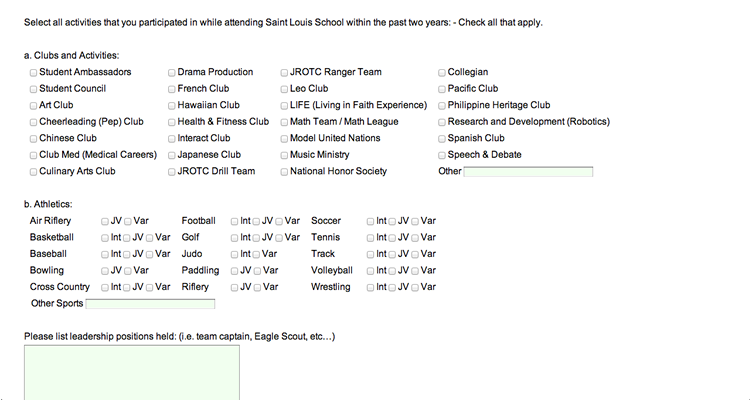 Select all activities that you participated in while attending Saint Louis School within the past two years: - Check all that apply.
a. Clubs and Activities:
Student Ambassadors Drama Production JROTC Ranger Team Collegian
Student Council French Club Leo Club Pacific Club
Art Club Hawaiian Club LIFE (Living in Faith Experience) Philippine Heritage Club
Cheerleading (Pep) Club Health & Fitness Club Math Team / Math League Research and Development (Robotics)
Chinese Club Interact Club Model United Nations Spanish Club
Club Med (Medical Careers) Japanese Club Music Ministry Speech & Debate
Culinary Arts Club JROTC Drill Team National Honor Society Other
b. Athletics:
Air Riflery JV Var Football Int JV Var Soccer Int JV Var
Basketball Int JV Var Golf Int JV Var Tennis Int JV Var
Baseball Int JV Var Judo Int Var Track Int JV Var
Bowling JV Var Paddling JV Var Volleyball Int JV Var
Cross Country Int JV Var Riflery JV Var Wrestling Int JV Var
Other Sports
Please list leadership positions held: (i.e. team captain, Eagle Scout, etc...)